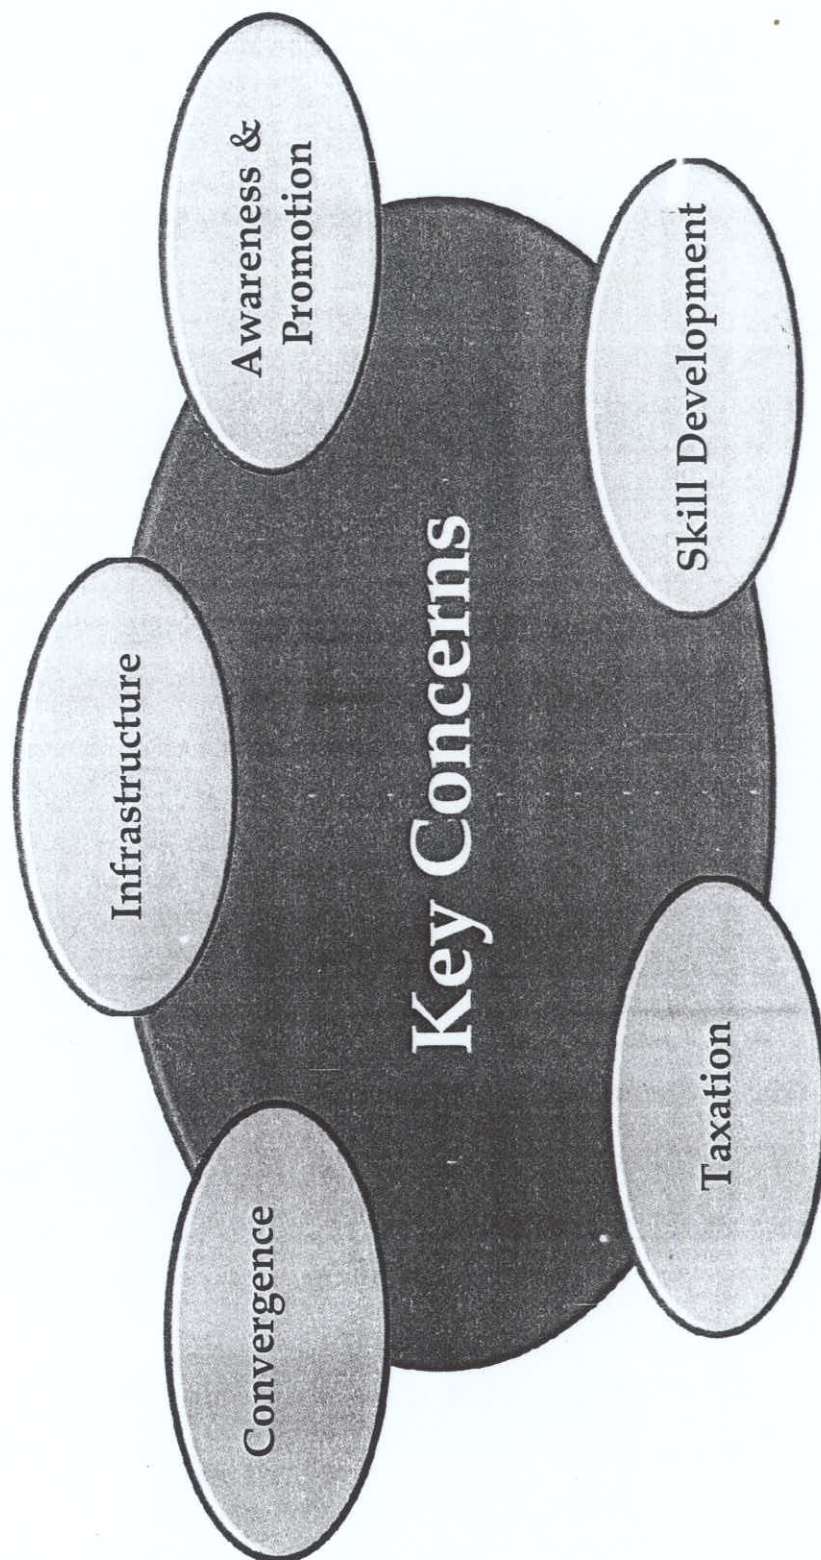 Infrastructure
Convergence
Awareness &
Promotion
Key Concerns
Taxation
Skill Development